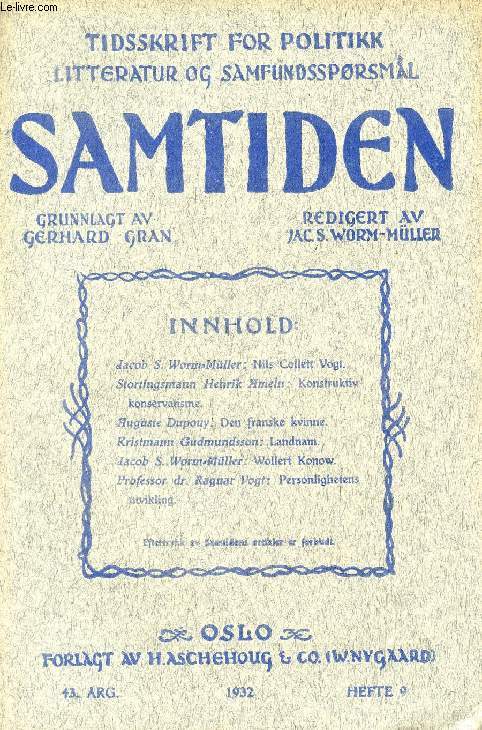 www.Le-livre.com
TIDSSKRIFT FOR POLITIKK
LITTERATUR OG SAMFUNDSSPØRSMÅL
SAMTIDEN
GRUNNLAGT AV
GERHARD GRAN
REDIGERT AV
JAC. S. WORM-MÜLLER
INNHOLD:
Jacob S. Worm-Müller: Nils Collett Vogt.
Stortingsmann Henrik Ameln: Konstruktiv
konservatisme.
Auguste Dupouy: Den franske kvinne.
Kristmann Gudmundsson: Landnam.
Jacob S. Worm-Müller: Wollert Konow.
Professor dr. Ragnar Vogt: Personlighetens
utvikling.
Eftertrykk av Samtidens artikler er forbudt.
OSLO
FORLAGT AV H. ASCHEHOUG & CO. (W. NYGAARD)
43. ÅRG. 1932 HEFTE 9